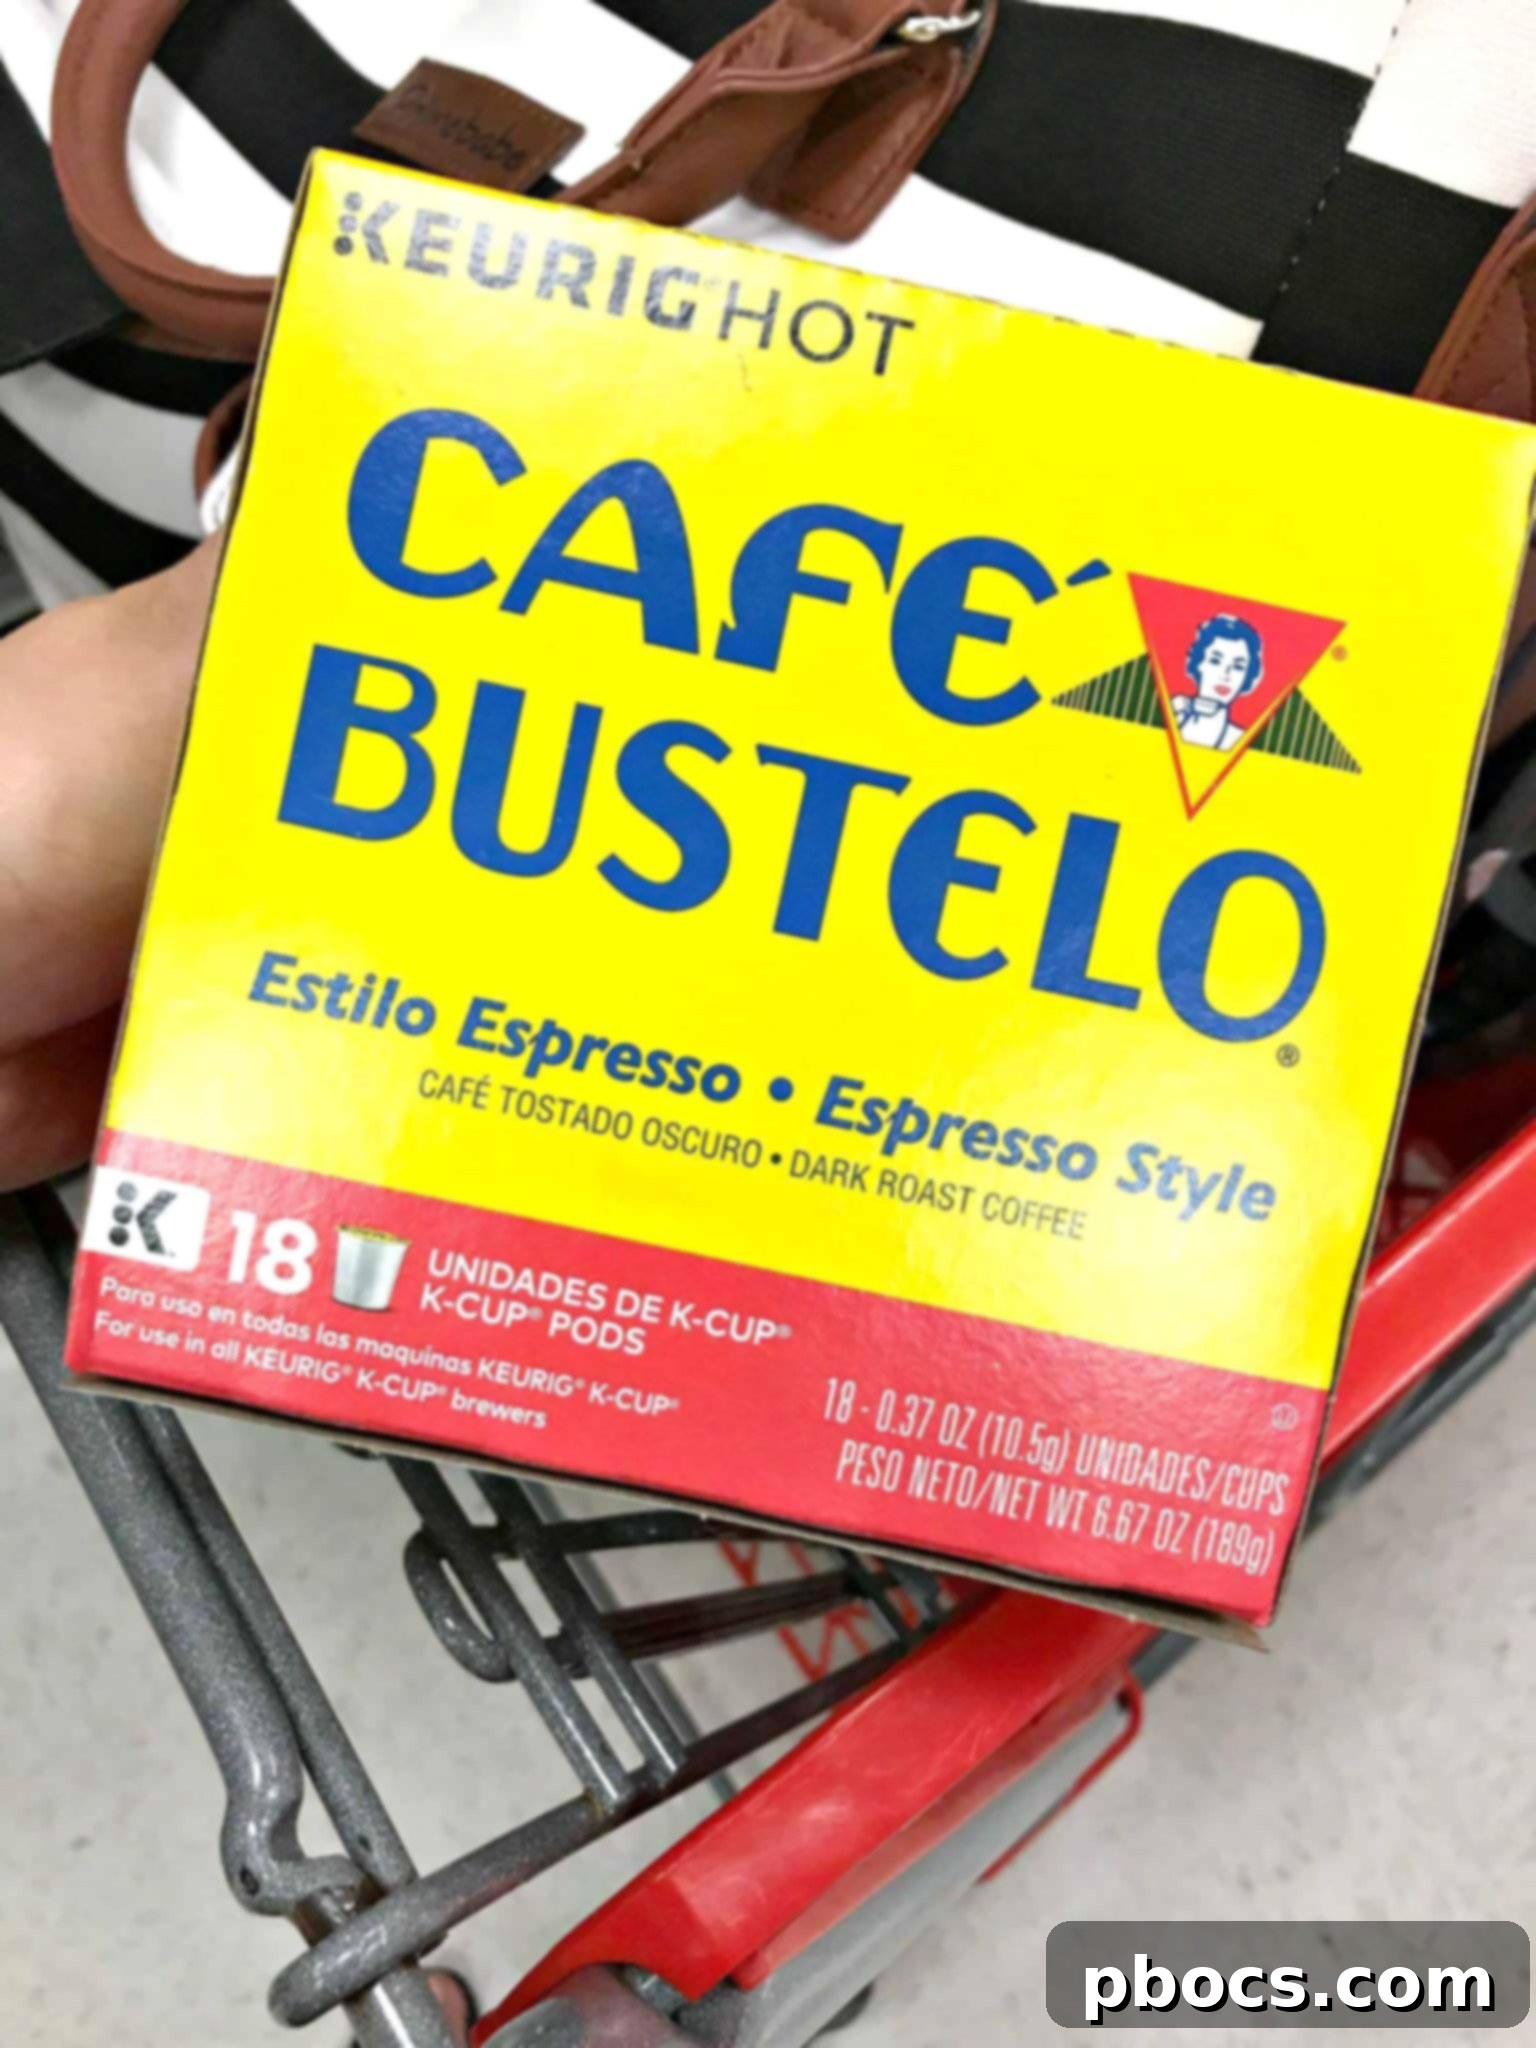 KEURIG® HOT
CAFÉ
BUSTELO®
Estilo Espresso • Espresso Style
CAFÉ TOSTADO OSCURO • DARK ROAST COFFEE
K™ 18 UNIDADES DE K-CUP®
K-CUP® PODS
Para uso en todas las maquinas KEURIG® K-CUP®
For use in all KEURIG® K-CUP® brewers
18 - 0.37 OZ (10.5g) UNIDADES/CUPS
PESO NETO/NET WT 6.67 OZ (189g)
pbocs.com